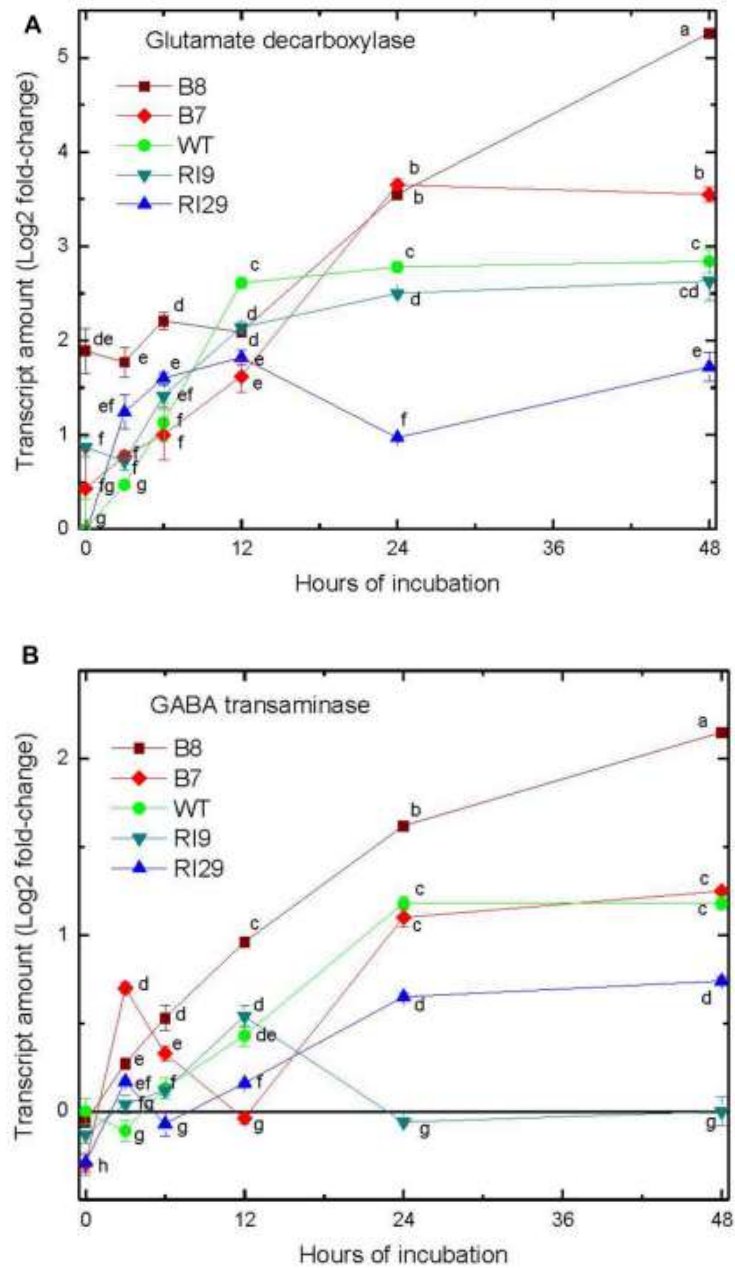 A
Glutamate decarboxylase
B8
B7
WT
RI9
RI29
Transcript amount (Log2 fold-change)
5
4
3
2
1
0
a
b
b
b
c
c
c
d
cd
e
f
d
d
d
e
e
de
e
e
ef
ef
f
f
f
f
f
fg
g
g
0 12 24 36 48
Hours of incubation
B
GABA transaminase
B8
B7
WT
RI9
RI29
Transcript amount (Log2 fold-change)
2
1
0
a
b
c
c
c
c
c
d
d
d
d
d
de
e
e
ef
f
f
fg
g
g
g
g
g
h
0 12 24 36 48
Hours of incubation